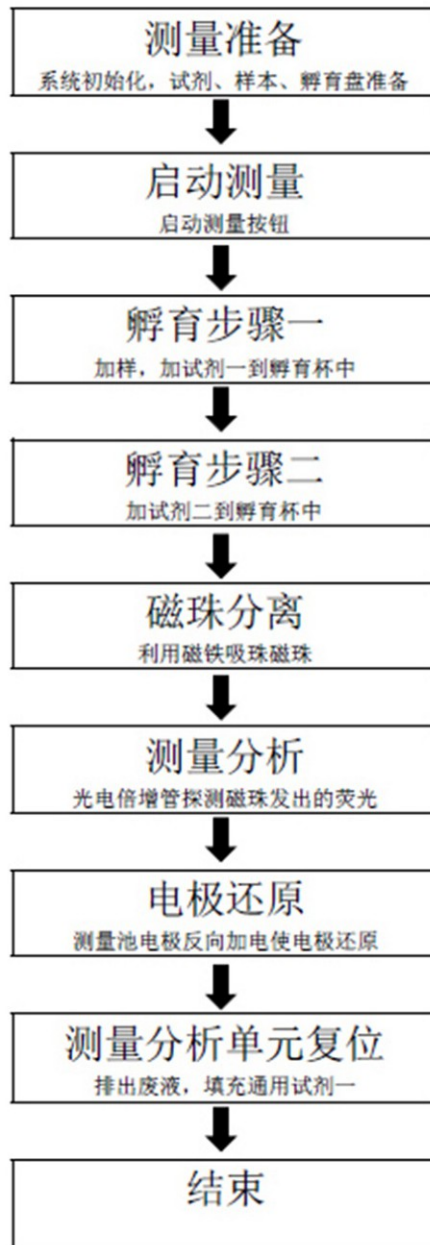 测量准备
系统初始化，试剂、样本、孵育盘准备
启动测量
启动测量按钮
孵育步骤一
加样，加试剂一到孵育杯中
孵育步骤二
加试剂二到孵育杯中
磁珠分离
利用磁铁吸珠磁珠
测量分析
光电倍增管探测磁珠发出的荧光
电极还原
测量池电极反向加电使电极还原
测量分析单元复位
排出废液，填充通用试剂一
结束